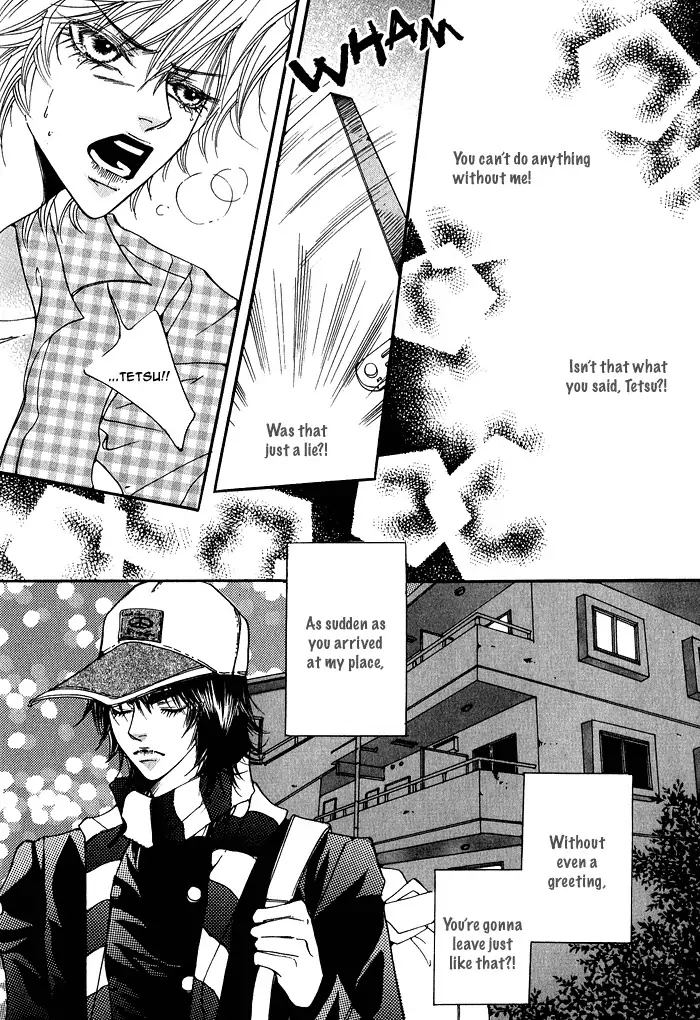 WHAM
You can't do anything
without me!
Isn't that what
you said, Tetsu?!
Was that
just a lie?!
...TETSU!!
As sudden as
you arrived
at my place,
Without
even a
greeting,
You're gonna
leave just
like that?!